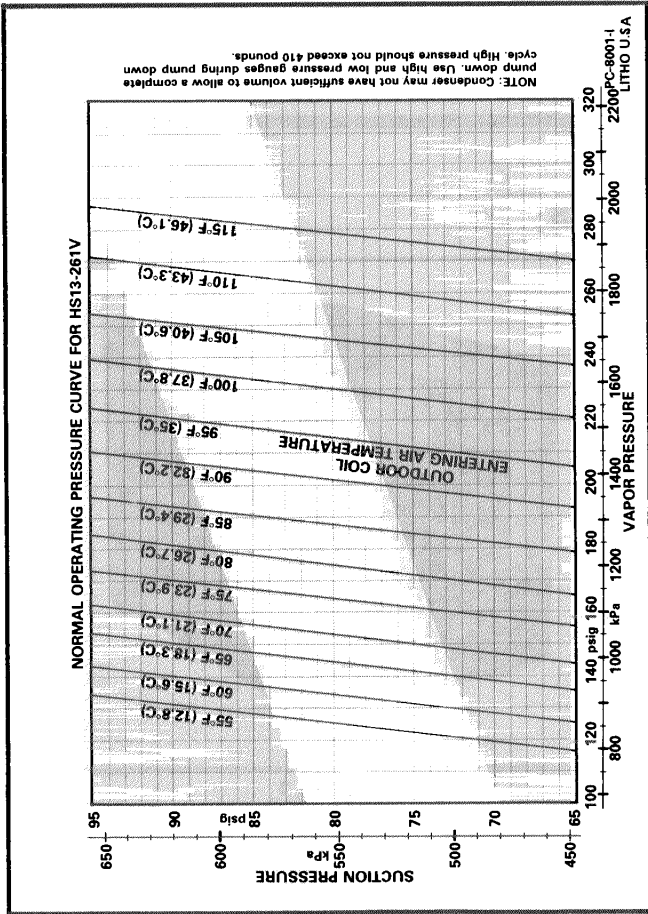 NORMAL OPERATING PRESSURE CURVE FOR HS13-261V
SUCTION PRESSURE
kPa
650
550
500
450
psig
95
90
85
80
75
70
65
55°F (12.8°C)
60°F (15.6°C)
65°F (18.3°C)
70°F (21.1°C)
75°F (23.9°C)
80°F (26.7°C)
85°F (29.4°C)
90°F (32.2°C)
95°F (35°C)
100°F (37.8°C)
105°F (40.6°C)
110°F (43.3°C)
115°F (46.1°C)
OUTDOOR COIL
ENTERING AIR TEMPERATURE
100 120 140 psig 160 180 200 220 240 260 280 300 320
800 1000 kPa 1200 1400 1600 1800 2000 2200
VAPOR PRESSURE
PC-8001-I
LITHO U.S.A
NOTE: Condenser may not have sufficient volume to allow a complete
pump down. Use high and low pressure gauges during pump down
cycle. High pressure should not exceed 410 pounds.